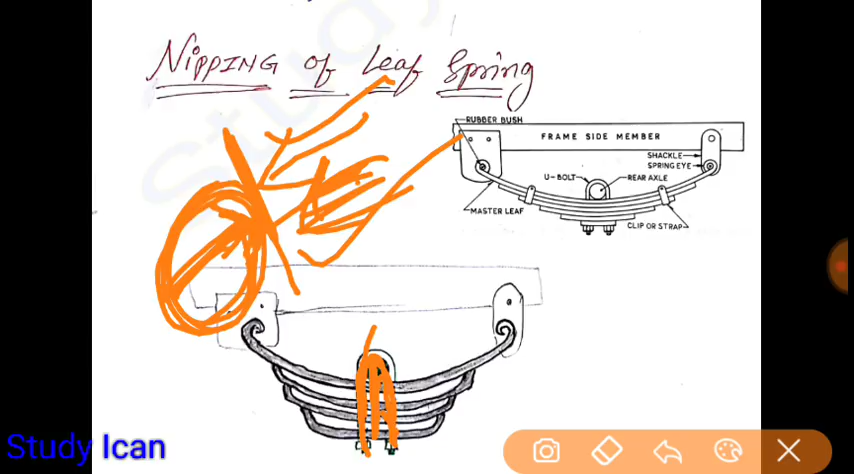 Nipping of Leaf Spring
RUBBER BUSH
FRAME SIDE MEMBER
SHACKLE
SPRING EYE
U-BOLT
REAR AXLE
MASTER LEAF
CLIP OR STRAP
Study Ican